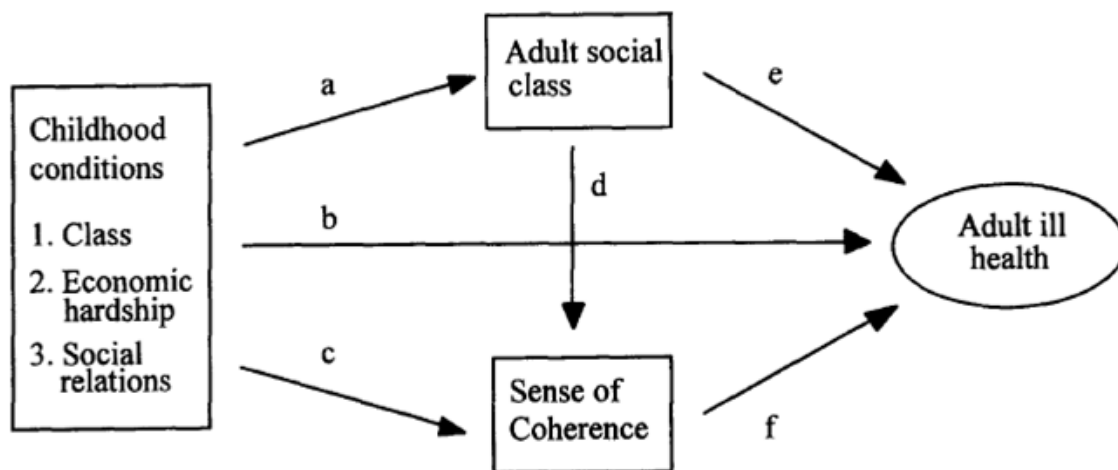 Childhood
conditions
1. Class
2. Economic
hardship
3. Social
relations
a
b
c
Adult social
class
d
Sense of
Coherence
e
f
Adult ill
health